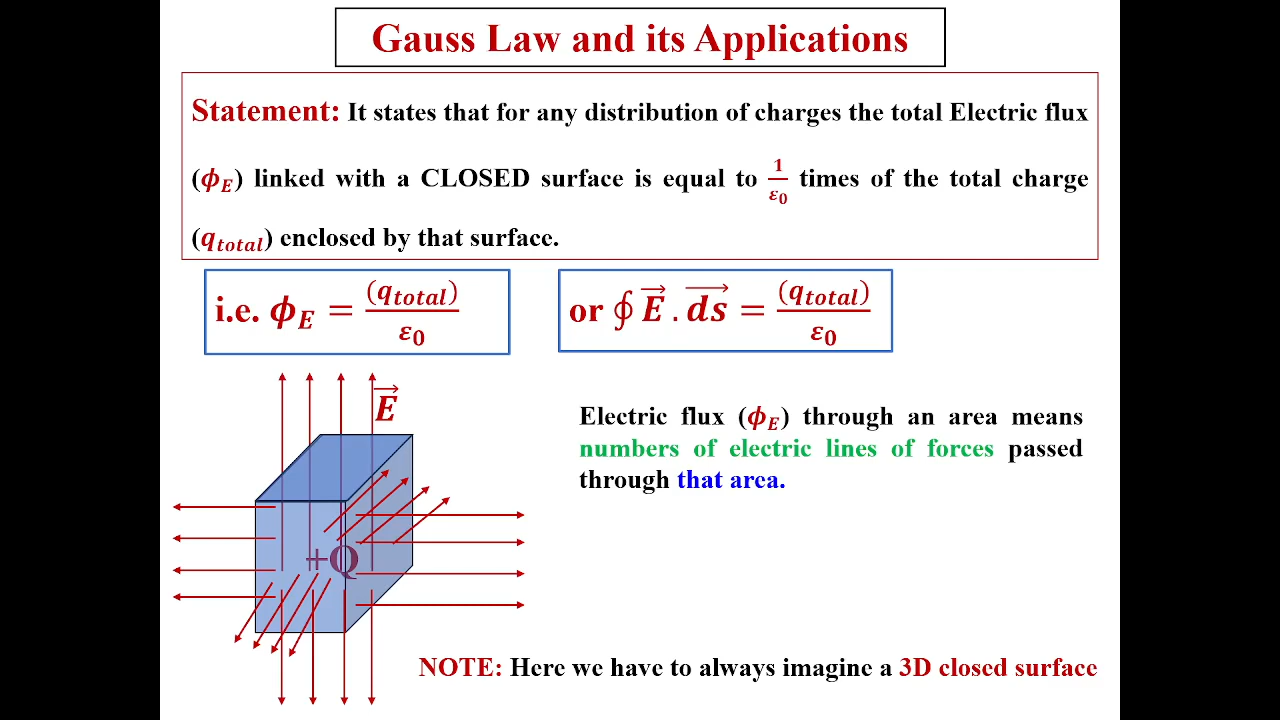 Gauss Law and its Applications
Statement: It states that for any distribution of charges the total Electric flux
(ϕ_E) linked with a CLOSED surface is equal to 1/ε₀ times of the total charge
(q_total) enclosed by that surface.
i.e. ϕ_E = (q_total)/ε₀
or ∮ E⃗ . ds⃗ = (q_total)/ε₀
E⃗
Electric flux (ϕ_E) through an area means
numbers of electric lines of forces passed
through that area.
+Q
NOTE: Here we have to always imagine a 3D closed surface